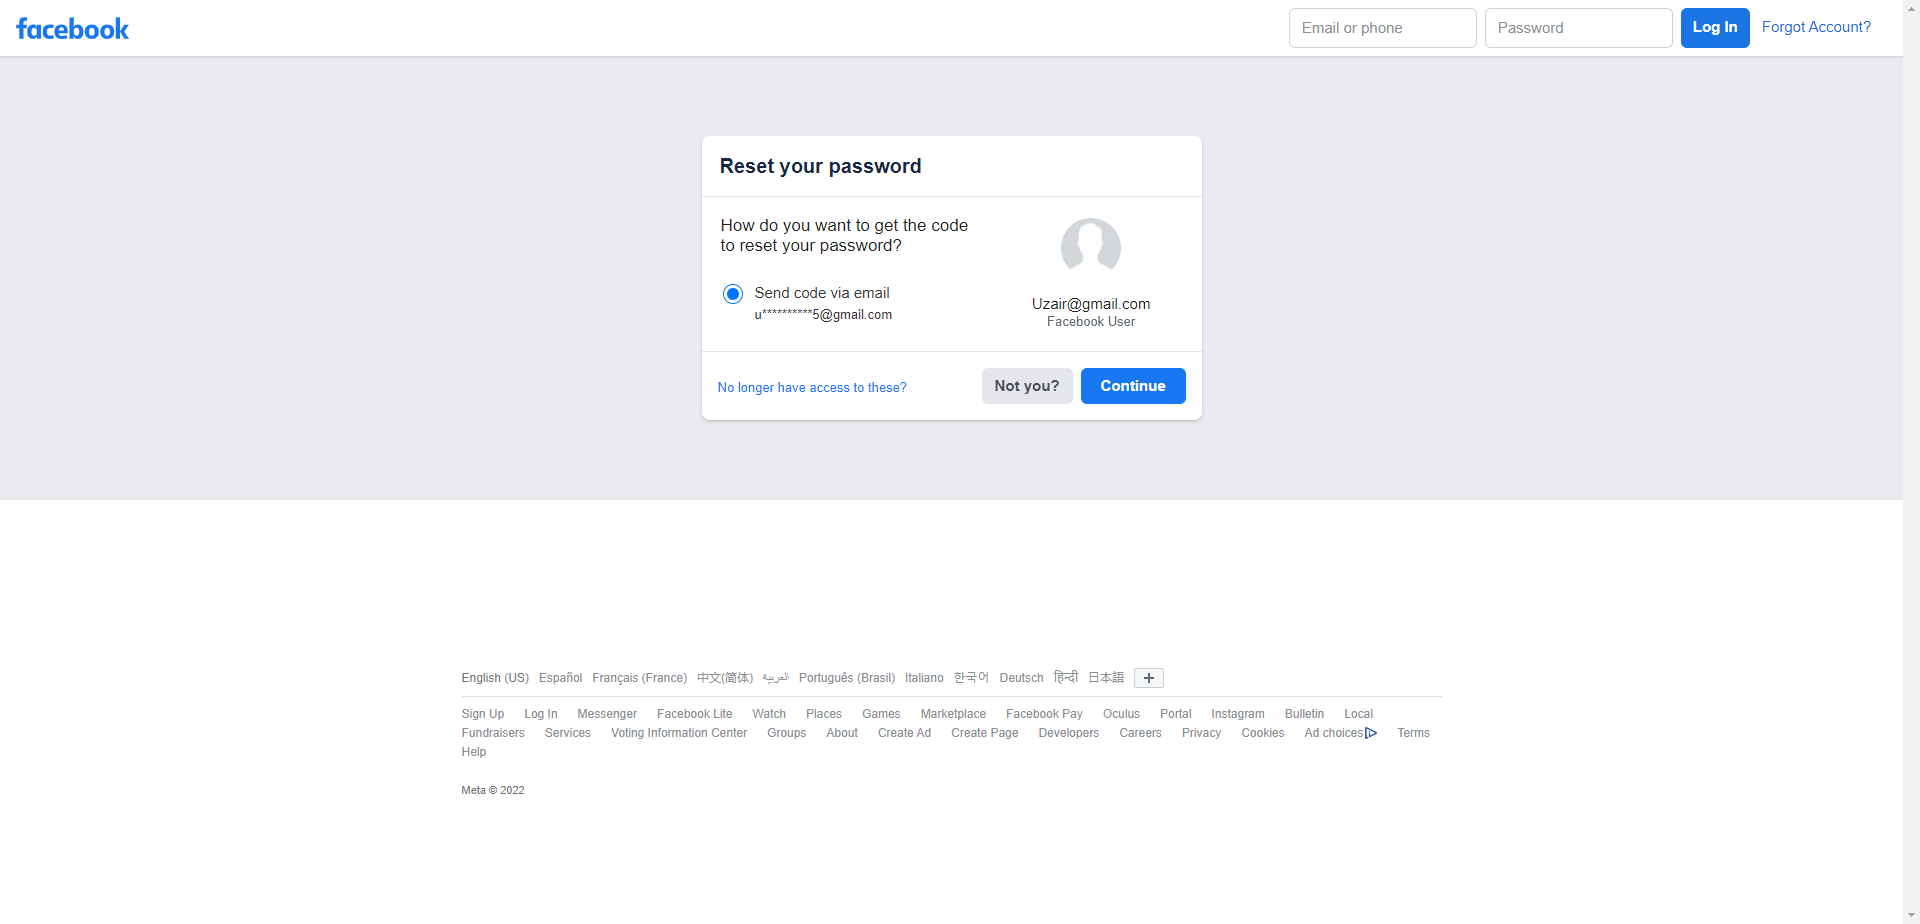 facebook
Email or phone Password Log In Forgot Account?
Reset your password
How do you want to get the code
to reset your password?
Send code via email
u**********5@gmail.com
Uzair@gmail.com
Facebook User
No longer have access to these? Not you? Continue
English (US) Español Français (France) 中文(简体) العربية Português (Brasil) Italiano 한국어 Deutsch हिन्दी 日本語
Sign Up Log In Messenger Facebook Lite Watch Places Games Marketplace Facebook Pay Oculus Portal Instagram Bulletin Local
Fundraisers Services Voting Information Center Groups About Create Ad Create Page Developers Careers Privacy Cookies Ad choices Terms
Help
Meta © 2022